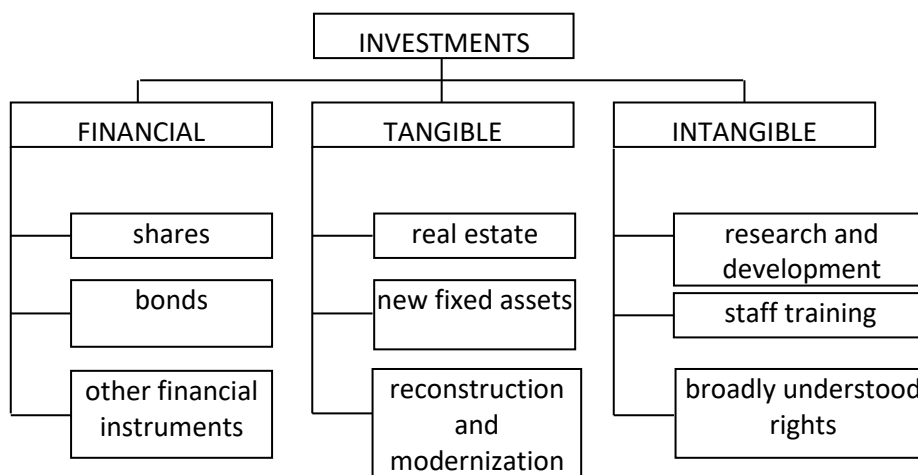 INVESTMENTS
FINANCIAL
TANGIBLE
INTANGIBLE
shares
bonds
other financial
instruments
real estate
new fixed assets
reconstruction
and
modernization
research and
development
staff training
broadly understood
rights